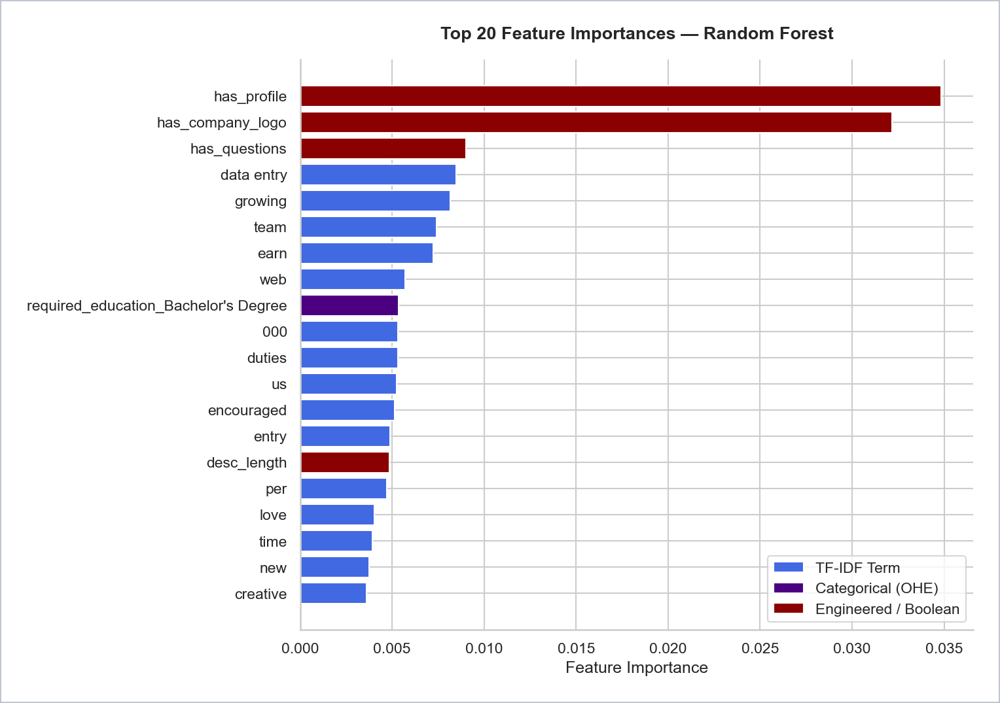 Top 20 Feature Importances — Random Forest
has_profile
has_company_logo
has_questions
data entry
growing
team
earn
web
required_education_Bachelor's Degree
000
duties
us
encouraged
entry
desc_length
per
love
time
new
creative
TF-IDF Term
Categorical (OHE)
Engineered / Boolean
0.000 0.005 0.010 0.015 0.020 0.025 0.030 0.035
Feature Importance